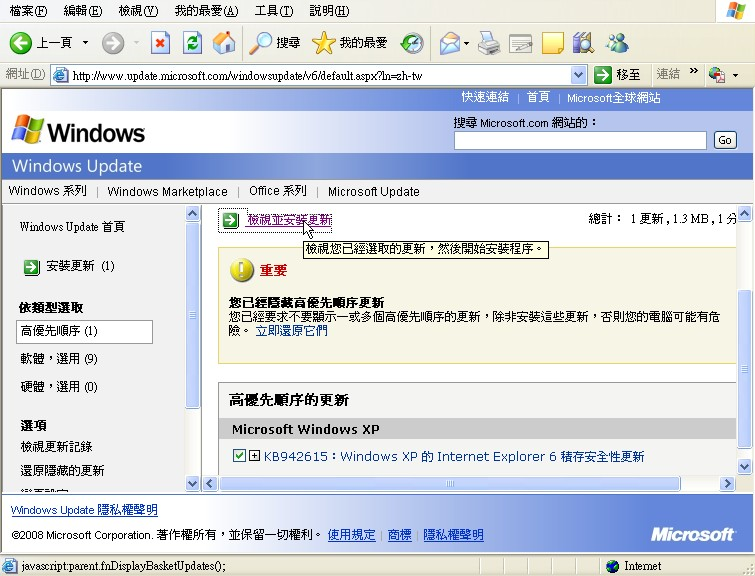 檔案(F) 編輯(E) 檢視(V) 我的最愛(A) 工具(T) 說明(H)
上一頁 搜尋 我的最愛
網址(D) http://www.update.microsoft.com/windowsupdate/v6/default.aspx?ln=zh-tw 移至 連結 »
快速連結 | 首頁 | Microsoft全球網站
Windows
搜尋 Microsoft.com 網站的：
Go
Windows Update
Windows 系列 | Windows Marketplace | Office 系列 | Microsoft Update
Windows Update 首頁
安裝更新 (1)
依類型選取
高優先順序 (1)
軟體，選用 (9)
硬體，選用 (0)
選項
檢視更新記錄
還原隱藏的更新
檢視並安裝更新
總計： 1 更新 , 1.3 MB , 1 分
檢視您已經選取的更新，然後開始安裝程序。
重要
您已經隱藏高優先順序更新
您已經要求不要顯示一或多個高優先順序的更新，除非安裝這些更新，否則您的電腦可能有危
險。 立即還原它們
高優先順序的更新
Microsoft Windows XP
KB942615：Windows XP 的 Internet Explorer 6 積存安全性更新
Windows Update 隱私權聲明
©2008 Microsoft Corporation. 著作權所有，並保留一切權利。 使用規定 | 商標 | 隱私權聲明
Microsoft
javascript:parent.fnDisplayBasketUpdates();
Internet